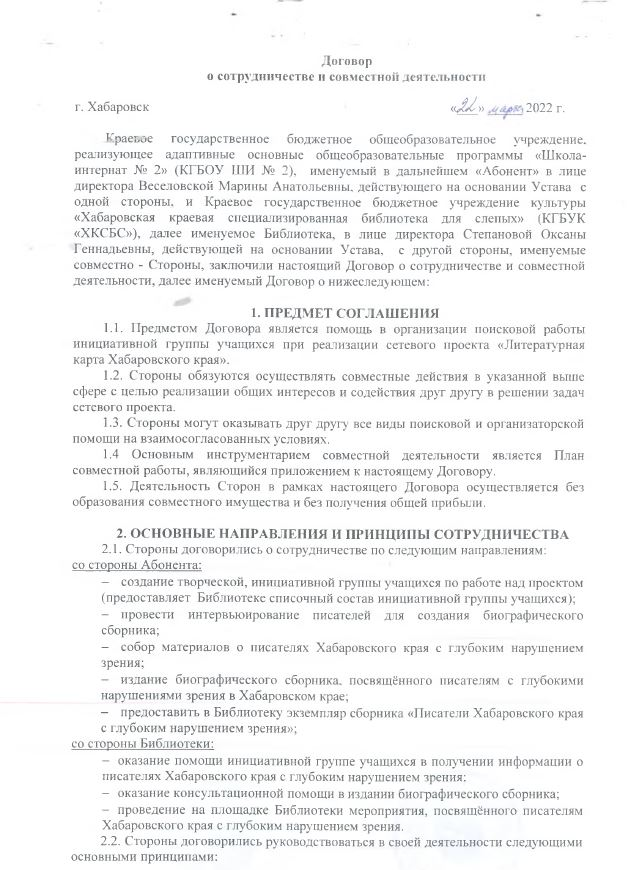 Договор
о сотрудничестве и совместной деятельности
г. Хабаровск «22» марта 2022 г.
Краевое государственное бюджетное общеобразовательное учреждение,
реализующее адаптивные основные общеобразовательные программы «Школа-
интернат № 2» (КГБОУ ШИ № 2), именуемый в дальнейшем «Абонент» в лице
директора Веселовской Марины Анатольевны, действующего на основании Устава с
одной стороны, и Краевое государственное бюджетное учреждение культуры
«Хабаровская краевая специализированная библиотека для слепых» (КГБУК
«ХКСБС»), далее именуемое Библиотека, в лице директора Степановой Оксаны
Геннадьевны, действующей на основании Устава, с другой стороны, именуемые
совместно - Стороны, заключили настоящий Договор о сотрудничестве и совместной
деятельности, далее именуемый Договор о нижеследующем:
1. ПРЕДМЕТ СОГЛАШЕНИЯ
1.1. Предметом Договора является помощь в организации поисковой работы
инициативной группы учащихся при реализации сетевого проекта «Литературная
карта Хабаровского края».
1.2. Стороны обязуются осуществлять совместные действия в указанной выше
сфере с целью реализации общих интересов и содействия друг другу в решении задач
сетевого проекта.
1.3. Стороны могут оказывать друг другу все виды поисковой и организаторской
помощи на взаимосогласованных условиях.
1.4 Основным инструментарием совместной деятельности является План
совместной работы, являющийся приложением к настоящему Договору.
1.5. Деятельность Сторон в рамках настоящего Договора осуществляется без
образования совместного имущества и без получения общей прибыли.
2. ОСНОВНЫЕ НАПРАВЛЕНИЯ И ПРИНЦИПЫ СОТРУДНИЧЕСТВА
2.1. Стороны договорились о сотрудничестве по следующим направлениям:
со стороны Абонента:
– создание творческой, инициативной группы учащихся по работе над проектом
(предоставляет Библиотеке списочный состав инициативной группы учащихся);
– провести интервьюирование писателей для создания биографического
сборника;
– собор материалов о писателях Хабаровского края с глубоким нарушением
зрения;
– издание биографического сборника, посвящённого писателям с глубокими
нарушениями зрения в Хабаровском крае;
– предоставить в Библиотеку экземпляр сборника «Писатели Хабаровского края
с глубоким нарушением зрения»;
со стороны Библиотеки:
– оказание помощи инициативной группе учащихся в получении информации о
писателях Хабаровского края с глубоким нарушением зрения:
– оказание консультационной помощи в издании биографического сборника;
– проведение на площадке Библиотеки мероприятия, посвящённого писателям
Хабаровского края с глубоким нарушением зрения.
2.2. Стороны договорились руководствоваться в своей деятельности следующими
основными принципами: